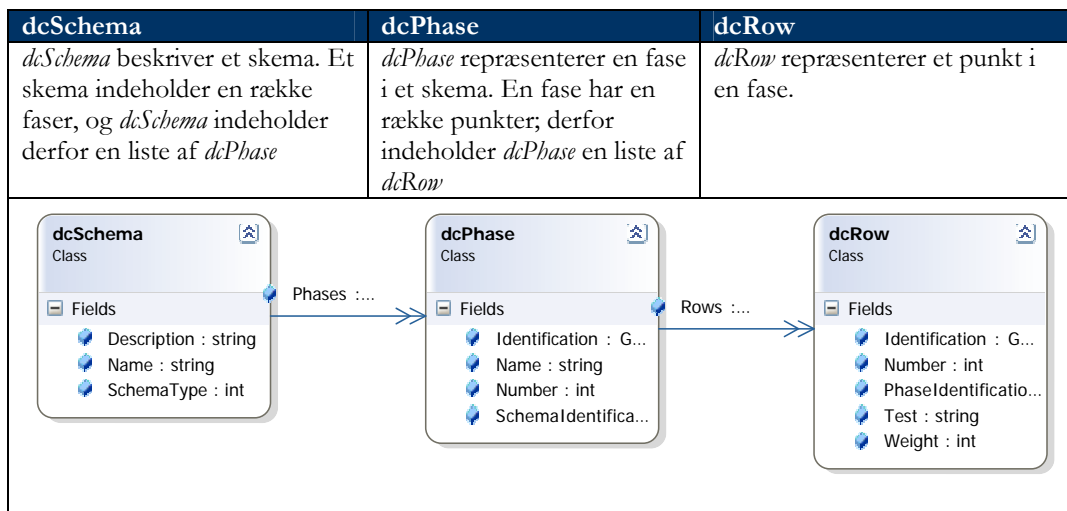 dcSchema
dcPhase
dcRow
dcSchema beskriver et skema. Et
skema indeholder en række
faser, og dcSchema indeholder
derfor en liste af dcPhase
dcPhase repræsenterer en fase
i et skema. En fase har en
række punkter; derfor
indeholder dcPhase en liste af
dcRow
dcRow repræsenterer et punkt i
en fase.
dcSchema
Class
Fields
Description : string
Name : string
SchemaType : int
Phases :...
dcPhase
Class
Fields
Identification : G...
Name : string
Number : int
SchemaIdentifica...
Rows :...
dcRow
Class
Fields
Identification : G...
Number : int
PhaseIdentificatio...
Test : string
Weight : int